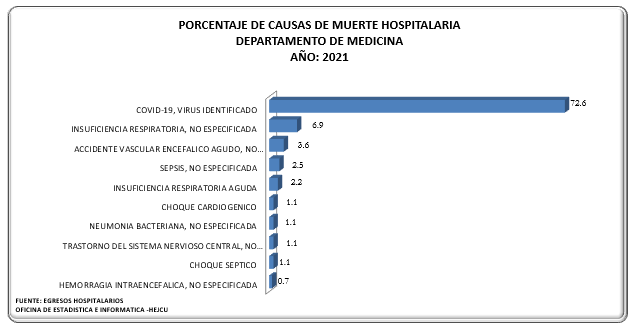 PORCENTAJE DE CAUSAS DE MUERTE HOSPITALARIA
DEPARTAMENTO DE MEDICINA
AÑO: 2021
COVID-19, VIRUS IDENTIFICADO 72.6
INSUFICIENCIA RESPIRATORIA, NO ESPECIFICADA 6.9
ACCIDENTE VASCULAR ENCEFALICO AGUDO, NO... 3.6
SEPSIS, NO ESPECIFICADA 2.5
INSUFICIENCIA RESPIRATORIA AGUDA 2.2
CHOQUE CARDIOGENICO 1.1
NEUMONIA BACTERIANA, NO ESPECIFICADA 1.1
TRASTORNO DEL SISTEMA NERVIOSO CENTRAL, NO... 1.1
CHOQUE SEPTICO 1.1
HEMORRAGIA INTRAENCEFALICA, NO ESPECIFICADA 0.7
FUENTE: EGRESOS HOSPITALARIOS
OFICINA DE ESTADISTICA E INFORMATICA -HEJCU